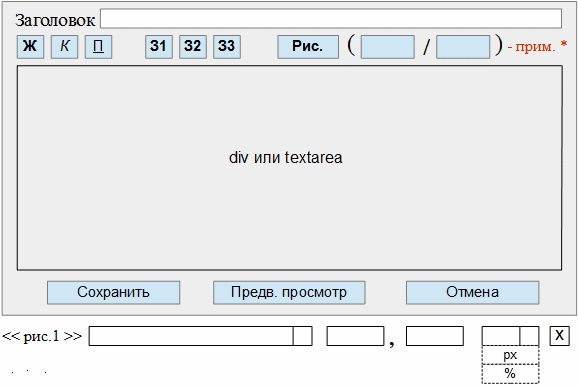 Заголовок
Ж К П З1 З2 З3 Рис. ( / ) - прим. *
div или textarea
Сохранить Предв. просмотр Отмена
<< рис.1 >> , X
px
%
. . .